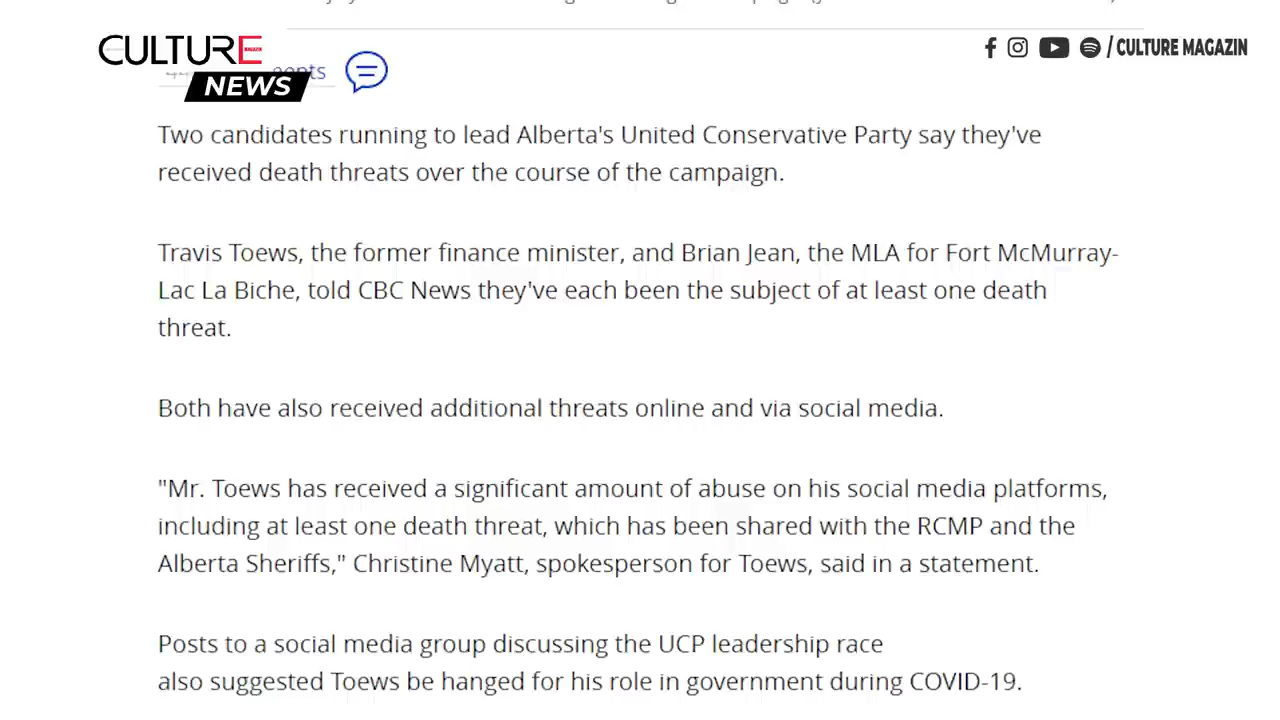 CULTURE
NEWS
/ CULTURE MAGAZIN
Two candidates running to lead Alberta's United Conservative Party say they've
received death threats over the course of the campaign.
Travis Toews, the former finance minister, and Brian Jean, the MLA for Fort McMurray-
Lac La Biche, told CBC News they've each been the subject of at least one death
threat.
Both have also received additional threats online and via social media.
"Mr. Toews has received a significant amount of abuse on his social media platforms,
including at least one death threat, which has been shared with the RCMP and the
Alberta Sheriffs," Christine Myatt, spokesperson for Toews, said in a statement.
Posts to a social media group discussing the UCP leadership race
also suggested Toews be hanged for his role in government during COVID-19.